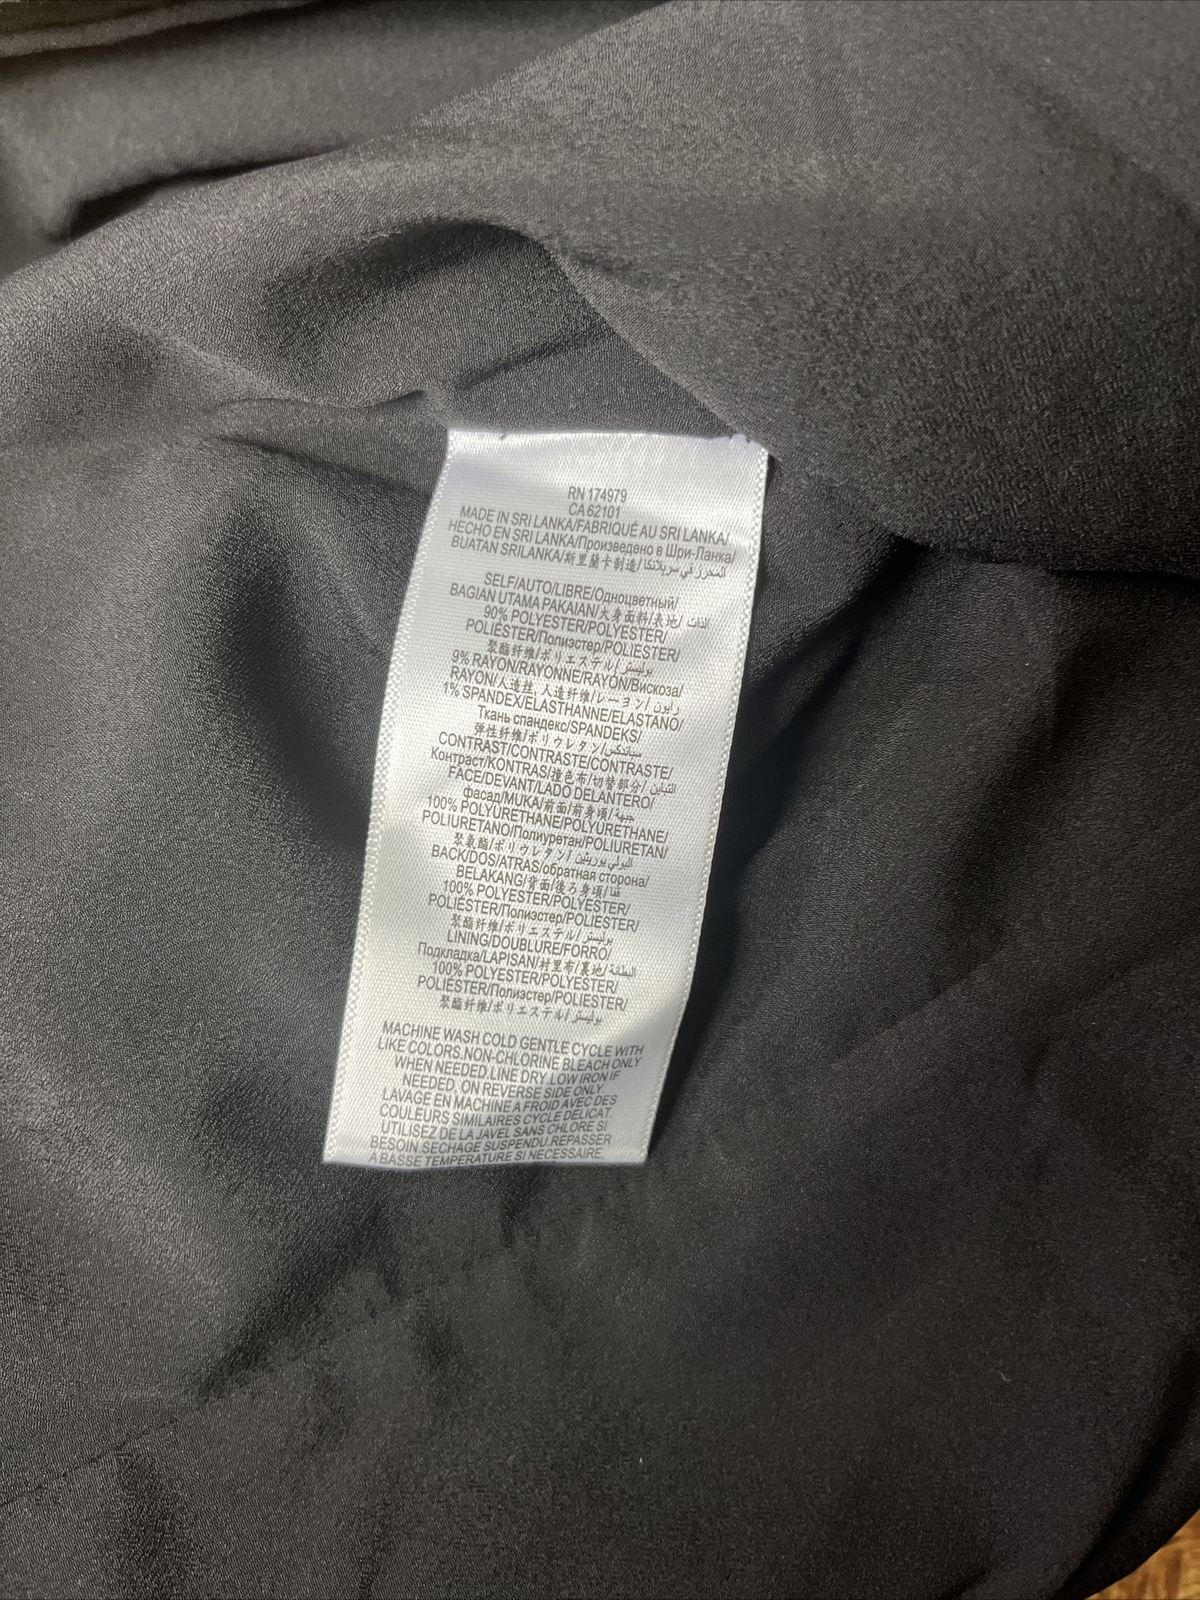 RN 174979
CA 62101
MADE IN SRI LANKA/FABRIQUÉ AU SRI LANKA/
HECHO EN SRI LANKA/Произведено в Шри-Ланка/
BUATAN SRILANKA/斯里蘭卡制造/
SELF/AUTO/LIBRE/Одноцветный/
BAGIAN UTAMA PAKAIAN/大身面料/表地/الذات
90% POLYESTER/POLYESTER/
POLIÉSTER/Полиэстер/POLIESTER/
聚酯纤维/ポリエステル/بوليستر
9% RAYON/RAYONNE/RAYON/Вискоза/
RAYON/人造丝, 人造纤维/レーヨン/رايون
1% SPANDEX/ELASTHANNE/ELASTANO/
Ткань спандекс/SPANDEKS/
弹性纤维/ポリウレタン/سباندكس
CONTRAST/CONTRASTE/CONTRASTE/
Контраст/KONTRAS/撞色布/切替部分/التباين
FACE/DEVANT/LADO DELANTERO/
фасад/MUKA/前面/前身頃/جبهة
100% POLYURETHANE/POLYURETHANE/
POLIURETANO/Полиуретан/POLIURETAN/
聚氨酯/ポリウレタン/البولي يوريثين
BACK/DOS/ATRAS/обратная сторона/
BELAKANG/背面/後ろ身頃/قفا
100% POLYESTER/POLYESTER/
POLIÉSTER/Полиэстер/POLIESTER/
聚酯纤维/ポリエステル/بوليستر
LINING/DOUBLURE/FORRO/
Подкладка/LAPISAN/村里布/裏地/البطانة
100% POLYESTER/POLYESTER/
POLIÉSTER/Полиэстер/POLIESTER/
聚酯纤维/ポリエステル/بوليستر
MACHINE WASH COLD GENTLE CYCLE WITH
LIKE COLORS.NON-CHLORINE BLEACH ONLY
WHEN NEEDED.LINE DRY.LOW IRON IF
NEEDED, ON REVERSE SIDE ONLY.
LAVAGE EN MACHINE A FROID AVEC DES
COULEURS SIMILAIRES CYCLE DÉLICAT.
UTILISEZ DE LA JAVEL SANS CHLORE SI
BESOIN.SECHAGE SUSPENDU.REPASSER
A BASSE TEMPERATURE SI NECESSAIRE,